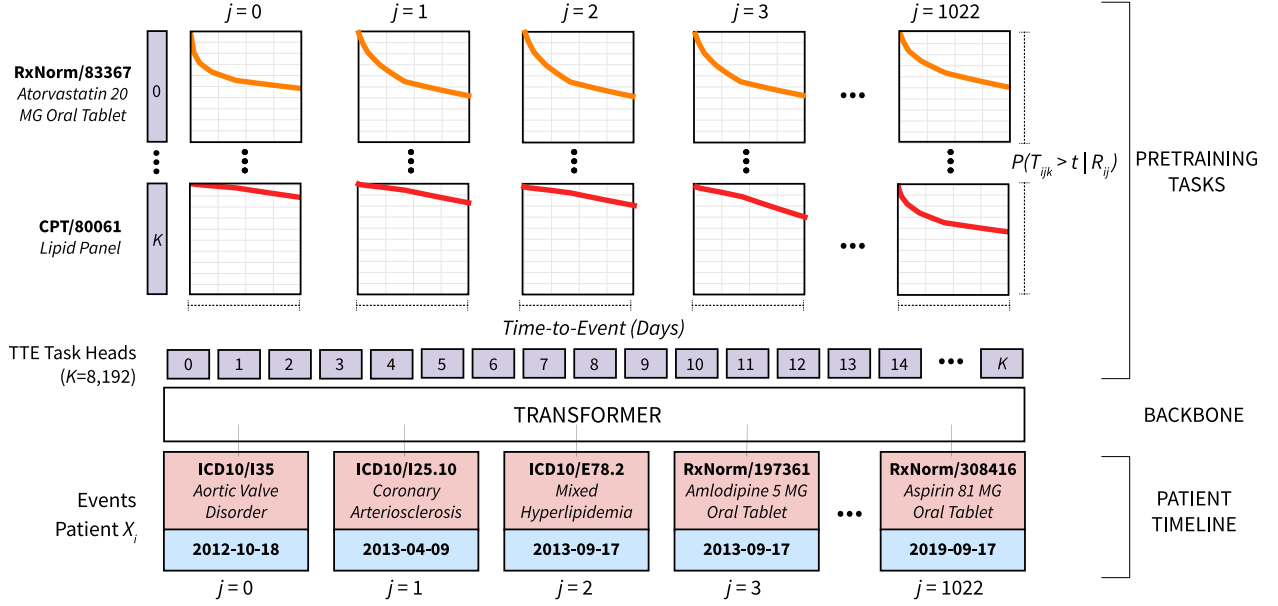 j = 0
j = 1
j = 2
j = 3
j = 1022
RxNorm/83367
Atorvastatin 20
MG Oral Tablet
0
•••
P(T_ijk > t | R_ij)
PRETRAINING
TASKS
CPT/80061
Lipid Panel
K
•••
Time-to-Event (Days)
TTE Task Heads
(K=8,192)
0 1 2 3 4 5 6 7 8 9 10 11 12 13 14 ••• K
TRANSFORMER
BACKBONE
Events
Patient X_i
ICD10/I35
Aortic Valve
Disorder
2012-10-18
ICD10/I25.10
Coronary
Arteriosclerosis
2013-04-09
ICD10/E78.2
Mixed
Hyperlipidemia
2013-09-17
RxNorm/197361
Amlodipine 5 MG
Oral Tablet
2013-09-17
•••
RxNorm/308416
Aspirin 81 MG
Oral Tablet
2019-09-17
PATIENT
TIMELINE
j = 0
j = 1
j = 2
j = 3
j = 1022